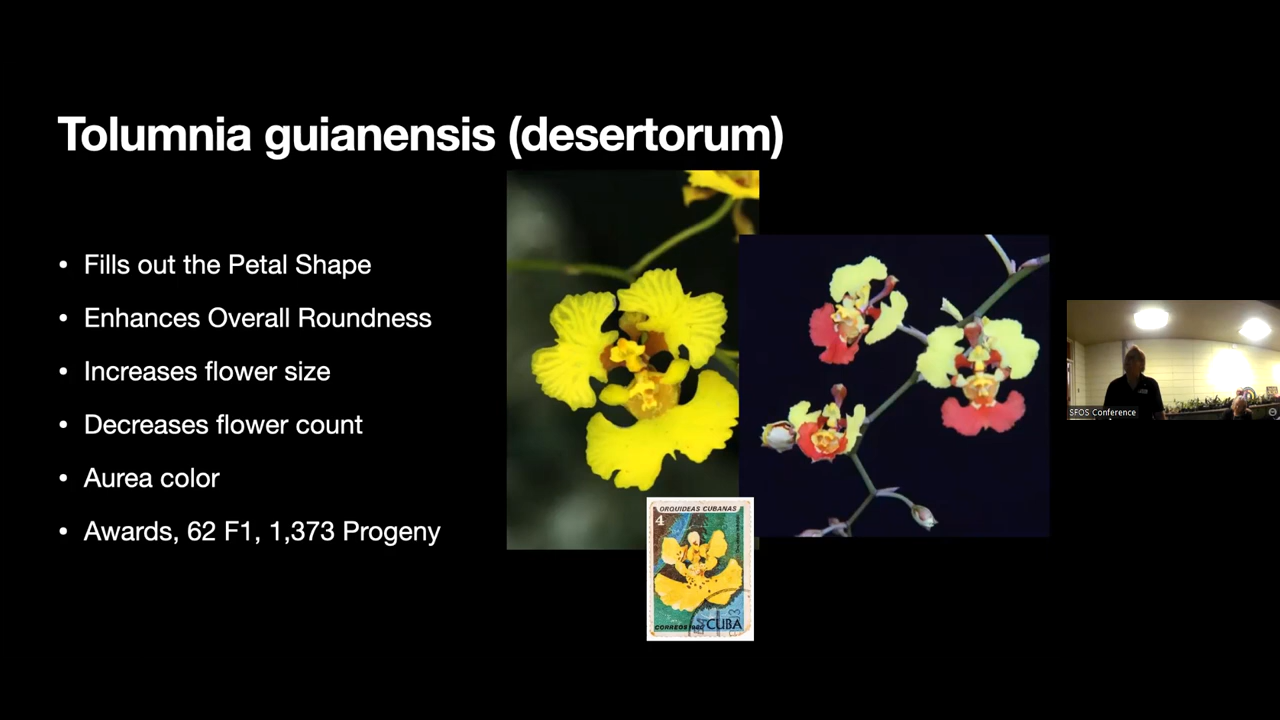 Tolumnia guianensis (desertorum)
• Fills out the Petal Shape
• Enhances Overall Roundness
• Increases flower size
• Decreases flower count
• Aurea color
• Awards, 62 F1, 1,373 Progeny
ORQUIDEAS CUBANAS
4
CORREOS
CUBA
SFOS Conference